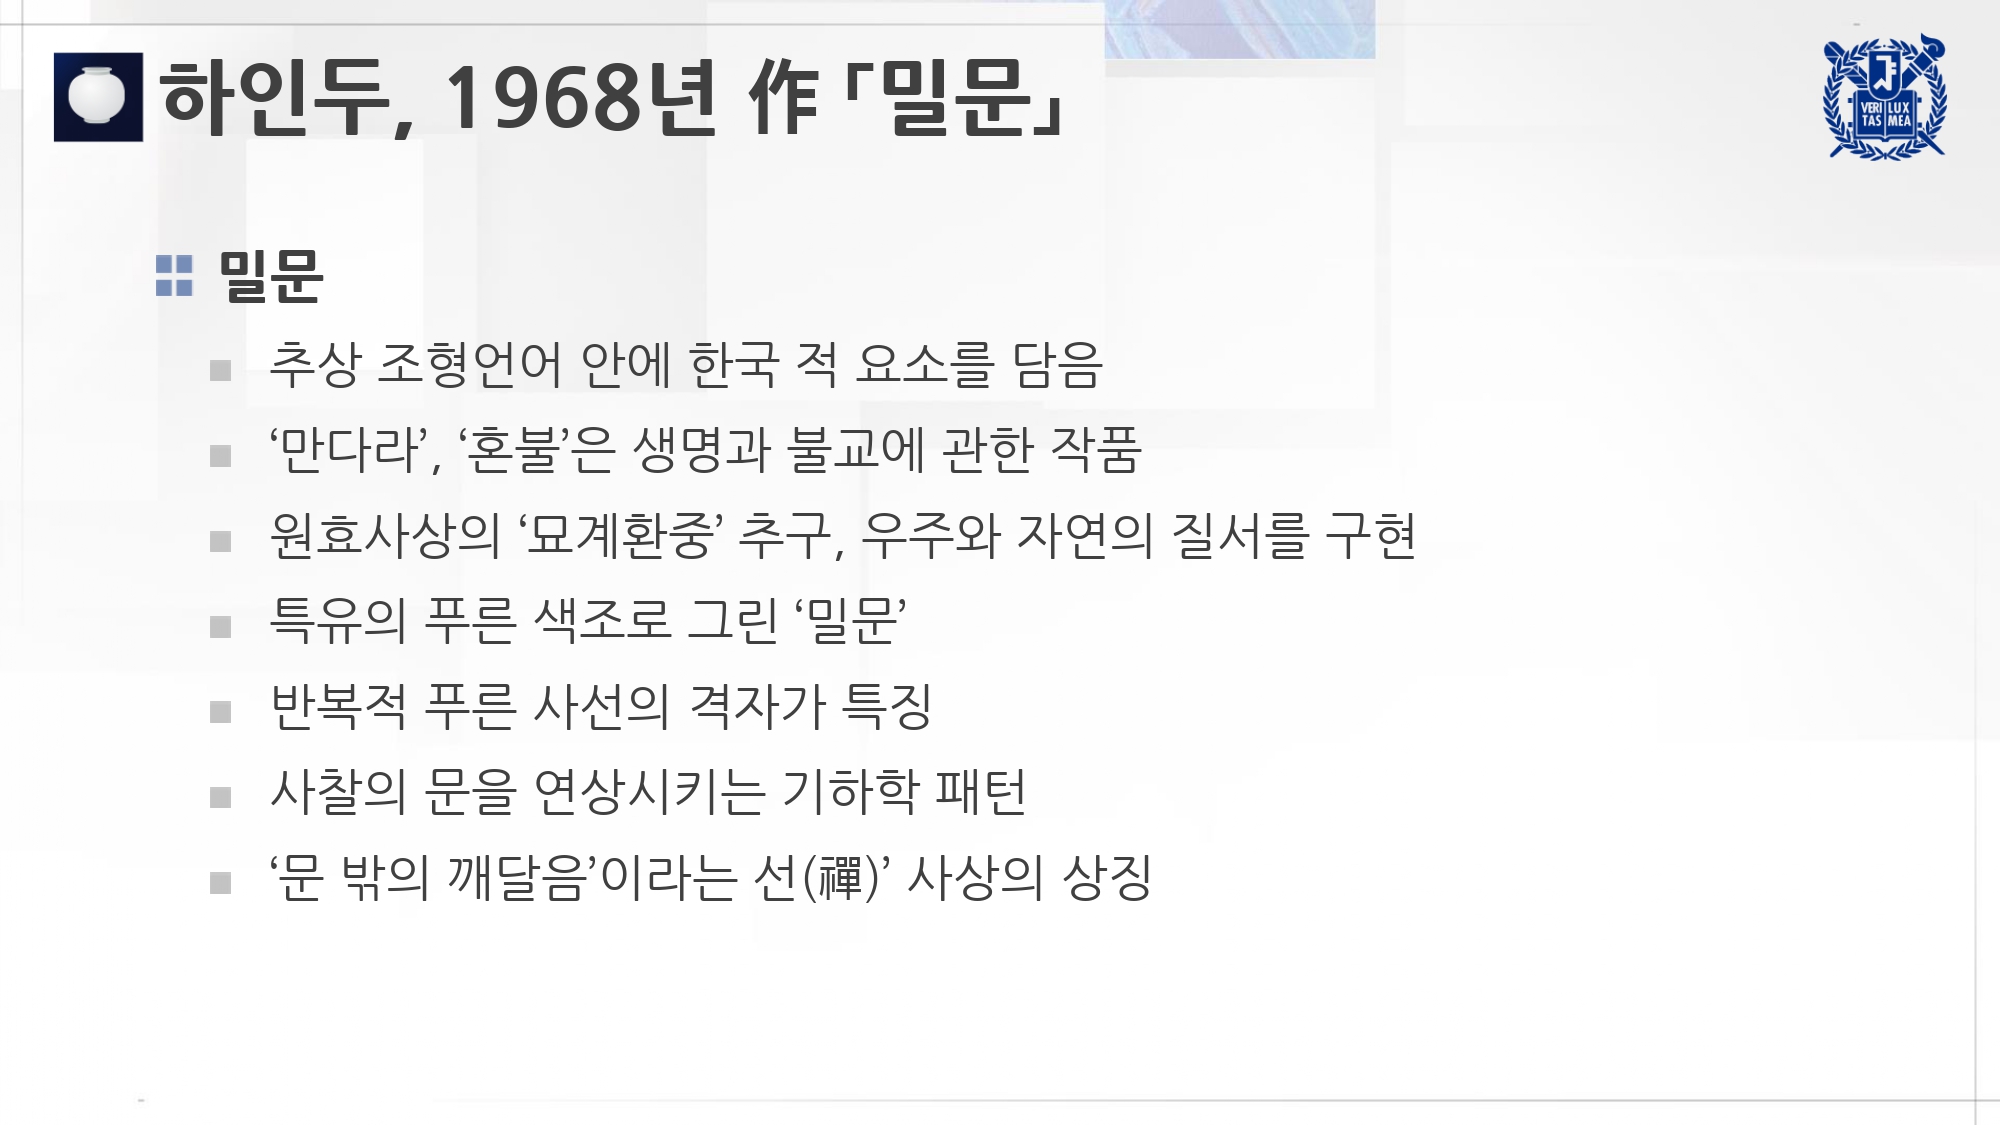 하인두, 1968년 作 「밀문」
VERI LUX
TAS MEA
밀문
추상 조형언어 안에 한국 적 요소를 담음
‘만다라’, ‘혼불’은 생명과 불교에 관한 작품
원효사상의 ‘묘계환중’ 추구, 우주와 자연의 질서를 구현
특유의 푸른 색조로 그린 ‘밀문’
반복적 푸른 사선의 격자가 특징
사찰의 문을 연상시키는 기하학 패턴
‘문 밖의 깨달음’이라는 선(禪)’ 사상의 상징